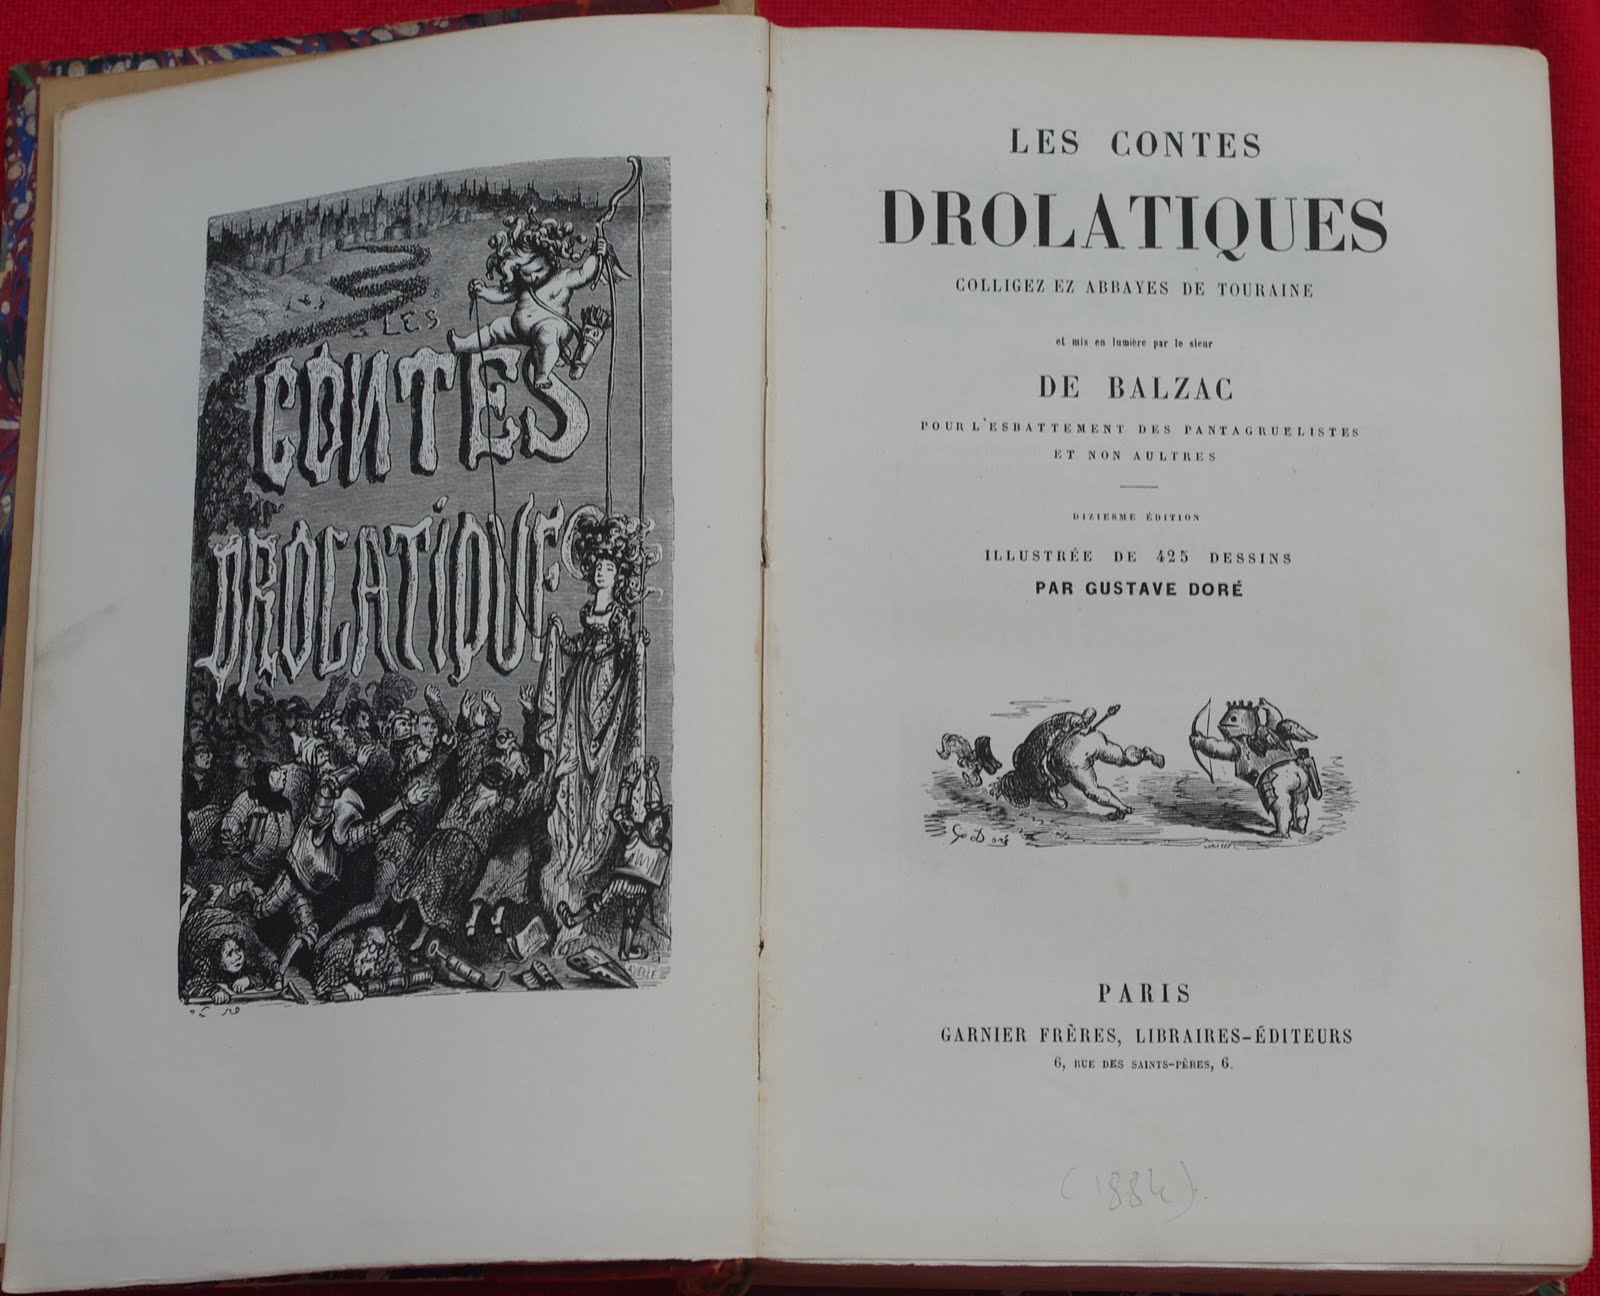 LES
CONTES
DROLATIQUES
LES CONTES
DROLATIQUES
COLLIGEZ EZ ABBAYES DE TOURAINE
et mis en lumière par le sieur
DE BALZAC
POUR L'ESBATTEMENT DES PANTAGRUELISTES
ET NON AULTRES
DIZIESME ÉDITION
ILLUSTRÉE DE 425 DESSINS
PAR GUSTAVE DORÉ
G Doré
PARIS
GARNIER FRÈRES, LIBRAIRES-ÉDITEURS
6, RUE DES SAINTS-PÈRES, 6.
(1884).